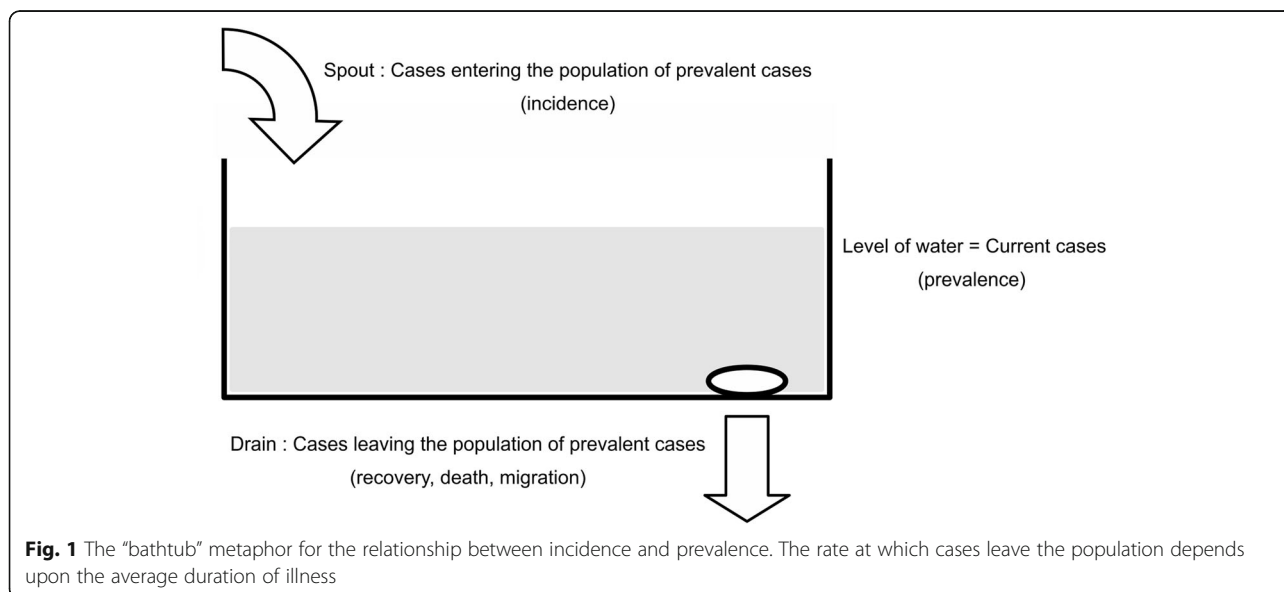 Spout : Cases entering the population of prevalent cases
(incidence)
Level of water = Current cases
(prevalence)
Drain : Cases leaving the population of prevalent cases
(recovery, death, migration)
Fig. 1 The “bathtub” metaphor for the relationship between incidence and prevalence. The rate at which cases leave the population depends
upon the average duration of illness